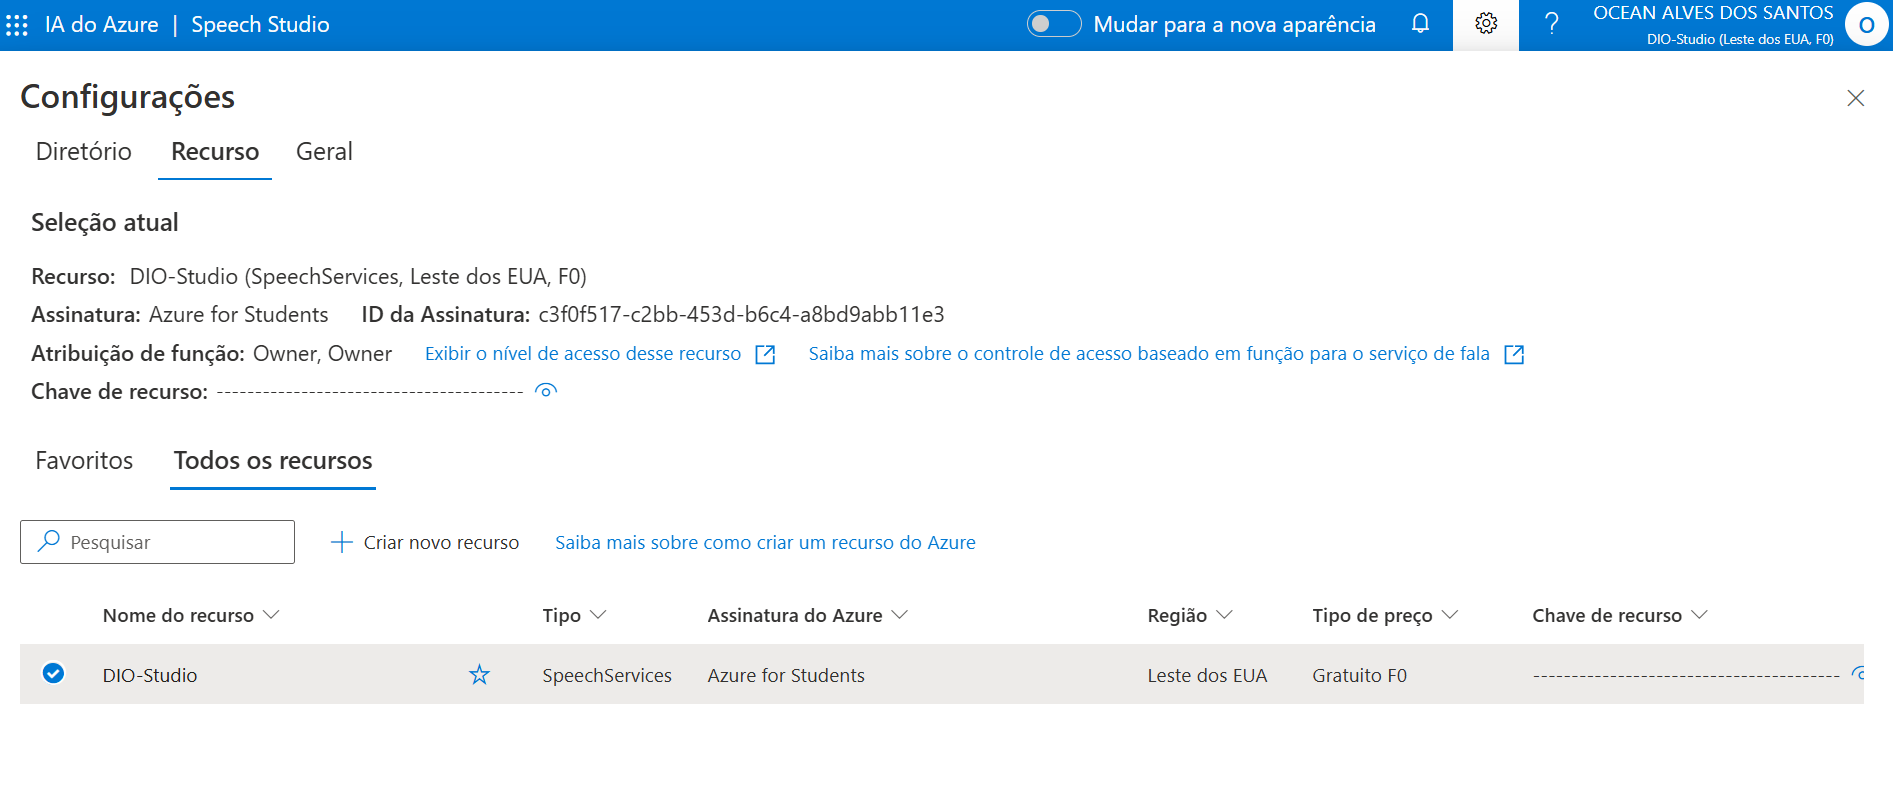 IA do Azure | Speech Studio
Mudar para a nova aparência
?
OCEAN ALVES DOS SANTOS
DIO-Studio (Leste dos EUA, F0)
O
Configurações
Diretório Recurso Geral
Seleção atual
Recurso: DIO-Studio (SpeechServices, Leste dos EUA, F0)
Assinatura: Azure for Students ID da Assinatura: c3f0f517-c2bb-453d-b6c4-a8bd9abb11e3
Atribuição de função: Owner, Owner Exibir o nível de acesso desse recurso Saiba mais sobre o controle de acesso baseado em função para o serviço de fala
Chave de recurso: ----------------------------------------
Favoritos Todos os recursos
Pesquisar Criar novo recurso Saiba mais sobre como criar um recurso do Azure
Nome do recurso Tipo Assinatura do Azure Região Tipo de preço Chave de recurso
DIO-Studio SpeechServices Azure for Students Leste dos EUA Gratuito F0 ----------------------------------------